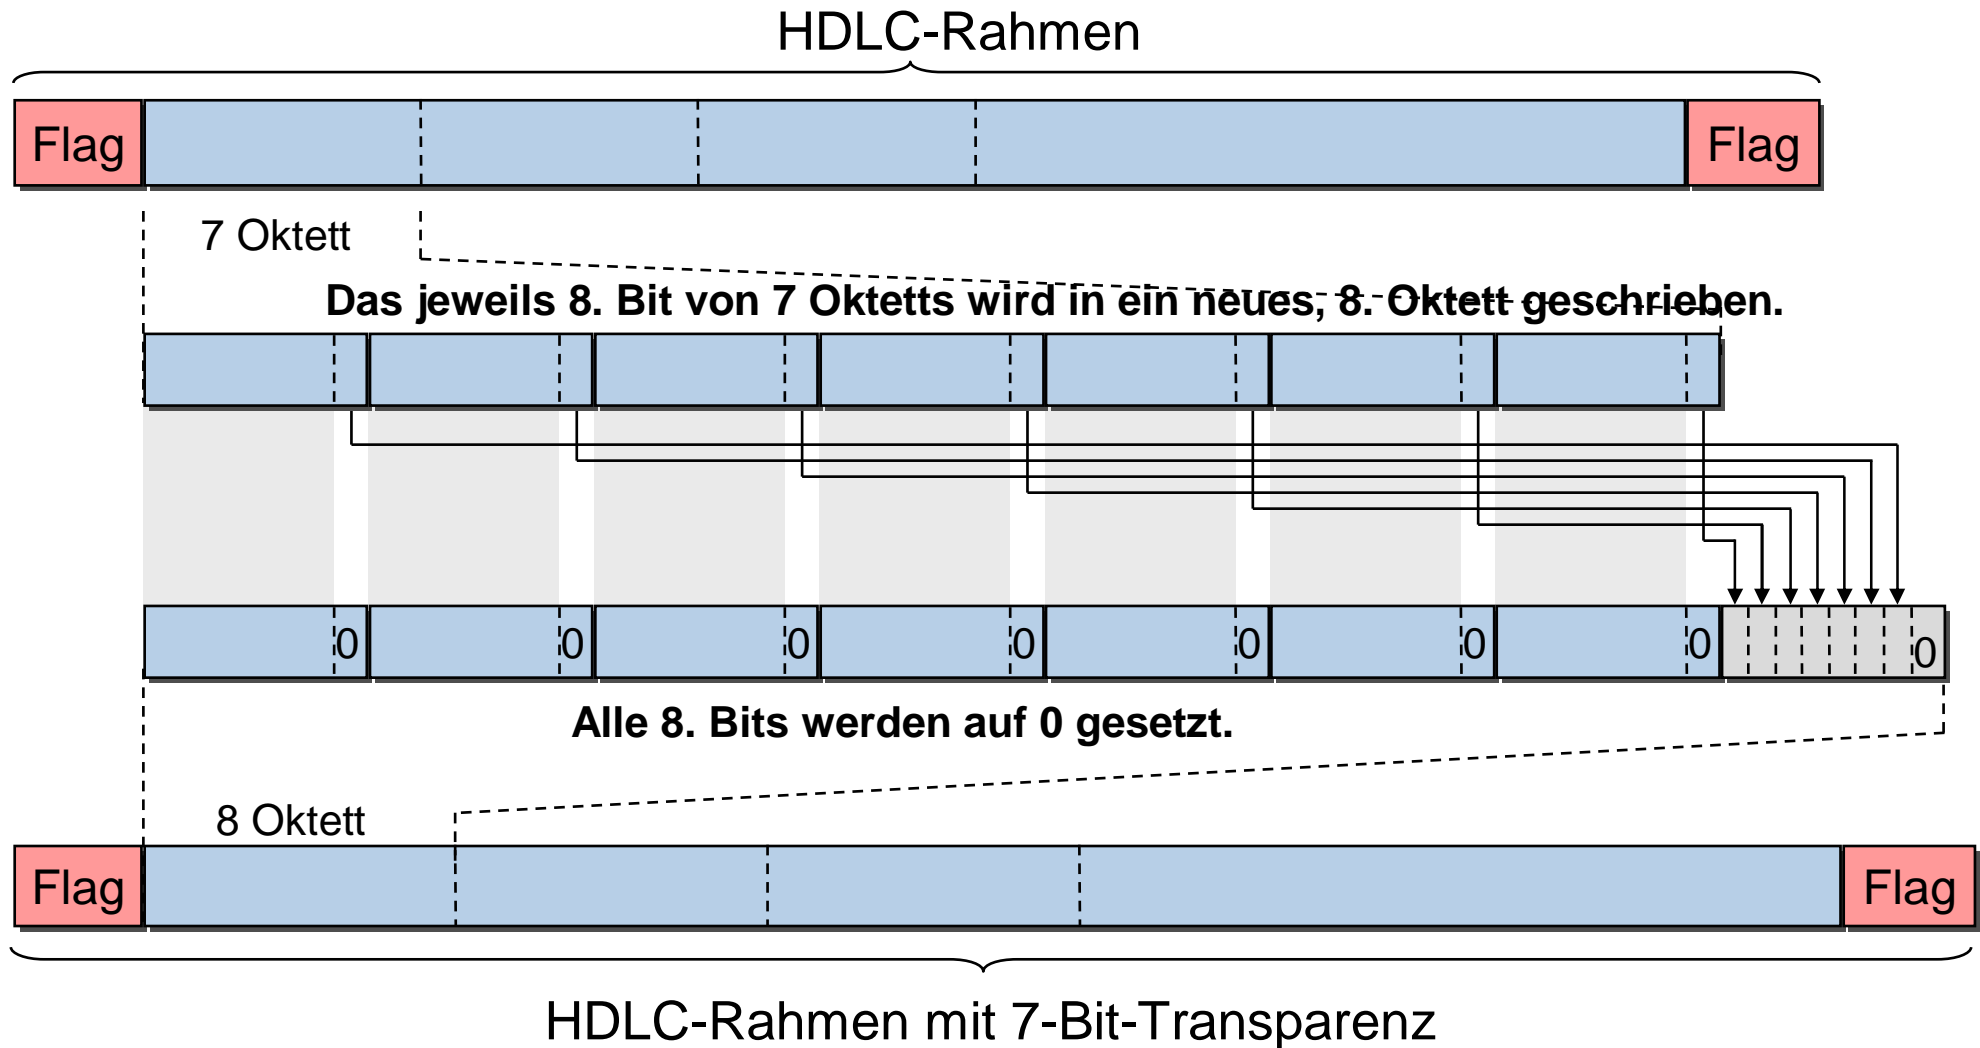 HDLC-Rahmen
Flag
Flag
7 Oktett
Das jeweils 8. Bit von 7 Oktetts wird in ein neues, 8. Oktett geschrieben.
0 0 0 0 0 0 0 0
Alle 8. Bits werden auf 0 gesetzt.
8 Oktett
Flag
Flag
HDLC-Rahmen mit 7-Bit-Transparenz